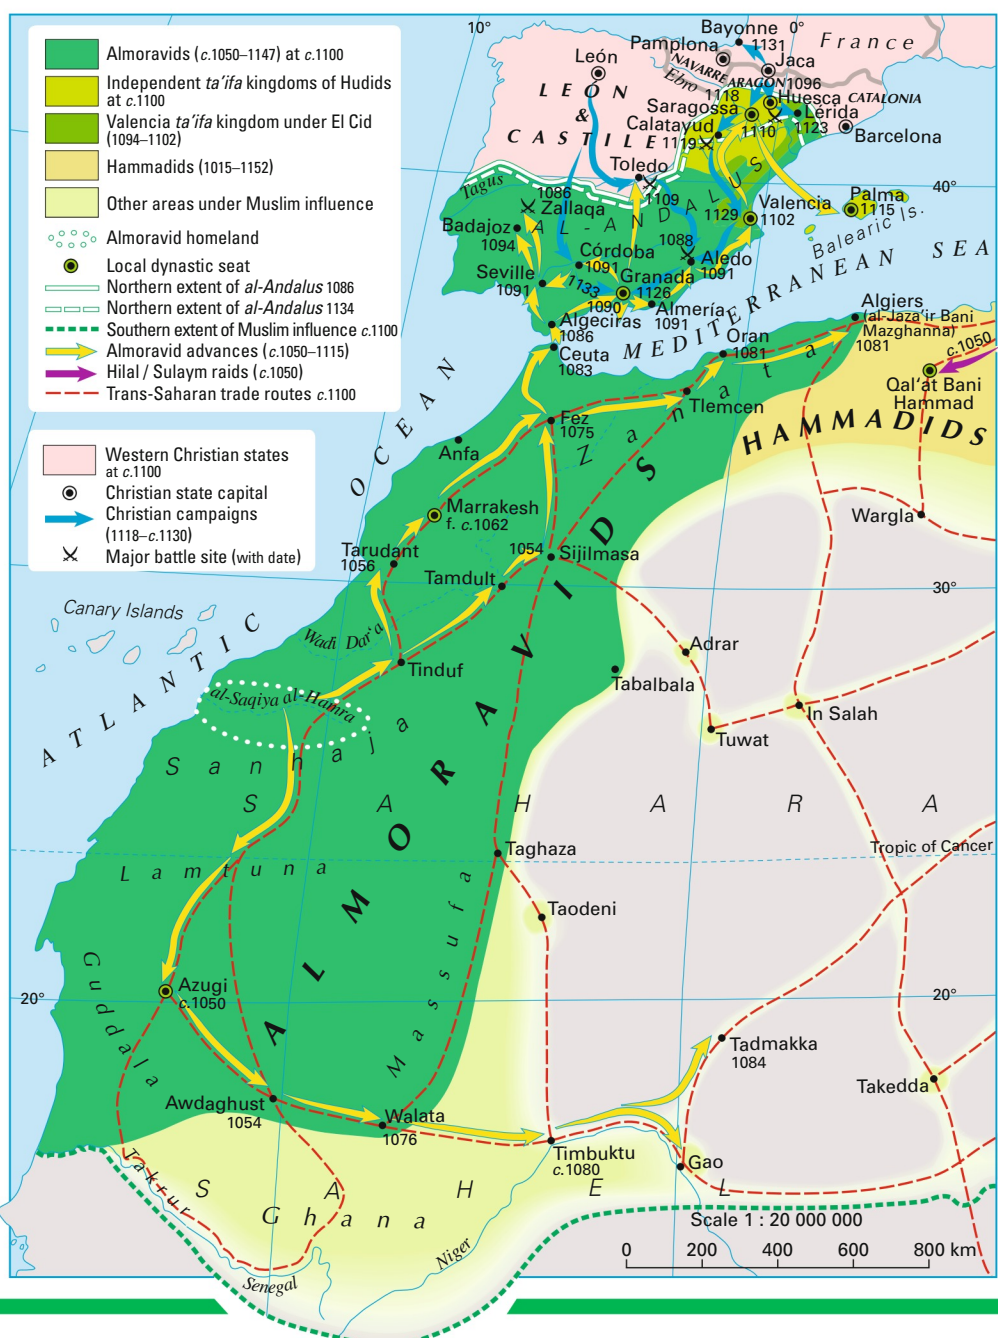 Almoravids (c.1050–1147) at c.1100
Independent ta'ifa kingdoms of Hudids
at c.1100
Valencia ta'ifa kingdom under El Cid
(1094–1102)
Hammadids (1015–1152)
Other areas under Muslim influence
Almoravid homeland
Local dynastic seat
Northern extent of al-Andalus 1086
Northern extent of al-Andalus 1134
Southern extent of Muslim influence c.1100
Almoravid advances (c.1050–1115)
Hilal / Sulaym raids (c.1050)
Trans-Saharan trade routes c.1100
Western Christian states
at c.1100
Christian state capital
Christian campaigns
(1118–c.1130)
Major battle site (with date)
10°
0°
Bayonne
1131
France
Pamplona
León
NAVARRE
Jaca
Ebro
ARAGON
1096
LEÓN
&
CASTILE
1118
Saragossa
Huesca
CATALONIA
Calatayud
1110
Lérida
1123
1119
Barcelona
Toledo
Tagus
1086
1109
40°
Zallaqa
Valencia
1102
1129
Palma
1115
Balearic Is.
AL-ANDALUS
Badajoz
1094
1088
Córdoba
1091
Aledo
1091
Seville
1091
1133
Granada
1126
1090
Almería
1091
MEDITERRANEAN SEA
Algeciras
1086
Ceuta
1083
Oran
1081
Algiers
(al-Jaza'ir Bani
Mazghanna)
1081
c.1050
Qal'at Bani
Hammad
Tlemcen
Zanata
HAMMADIDS
Fez
1075
Anfa
ATLANTIC OCEAN
Marrakesh
f. c.1062
Wargla
Tarudant
1056
1054
Sijilmasa
Tamdult
30°
Canary Islands
Wadi Dar'a
Tinduf
Adrar
Tabalbala
al-Saqiya al-Hamra
In Salah
Tuwat
Sanhaja
SAHARA
ALMORAVIDS
Taghaza
Tropic of Cancer
Lamtuna
Massufa
Taodeni
Guddala
Azugi
c.1050
20°
20°
Tadmakka
1084
Takedda
Awdaghust
1054
Walata
1076
Timbuktu
c.1080
Gao
Takrur
SAHEL
Ghana
Niger
Senegal
Scale 1 : 20 000 000
0 200 400 600 800 km